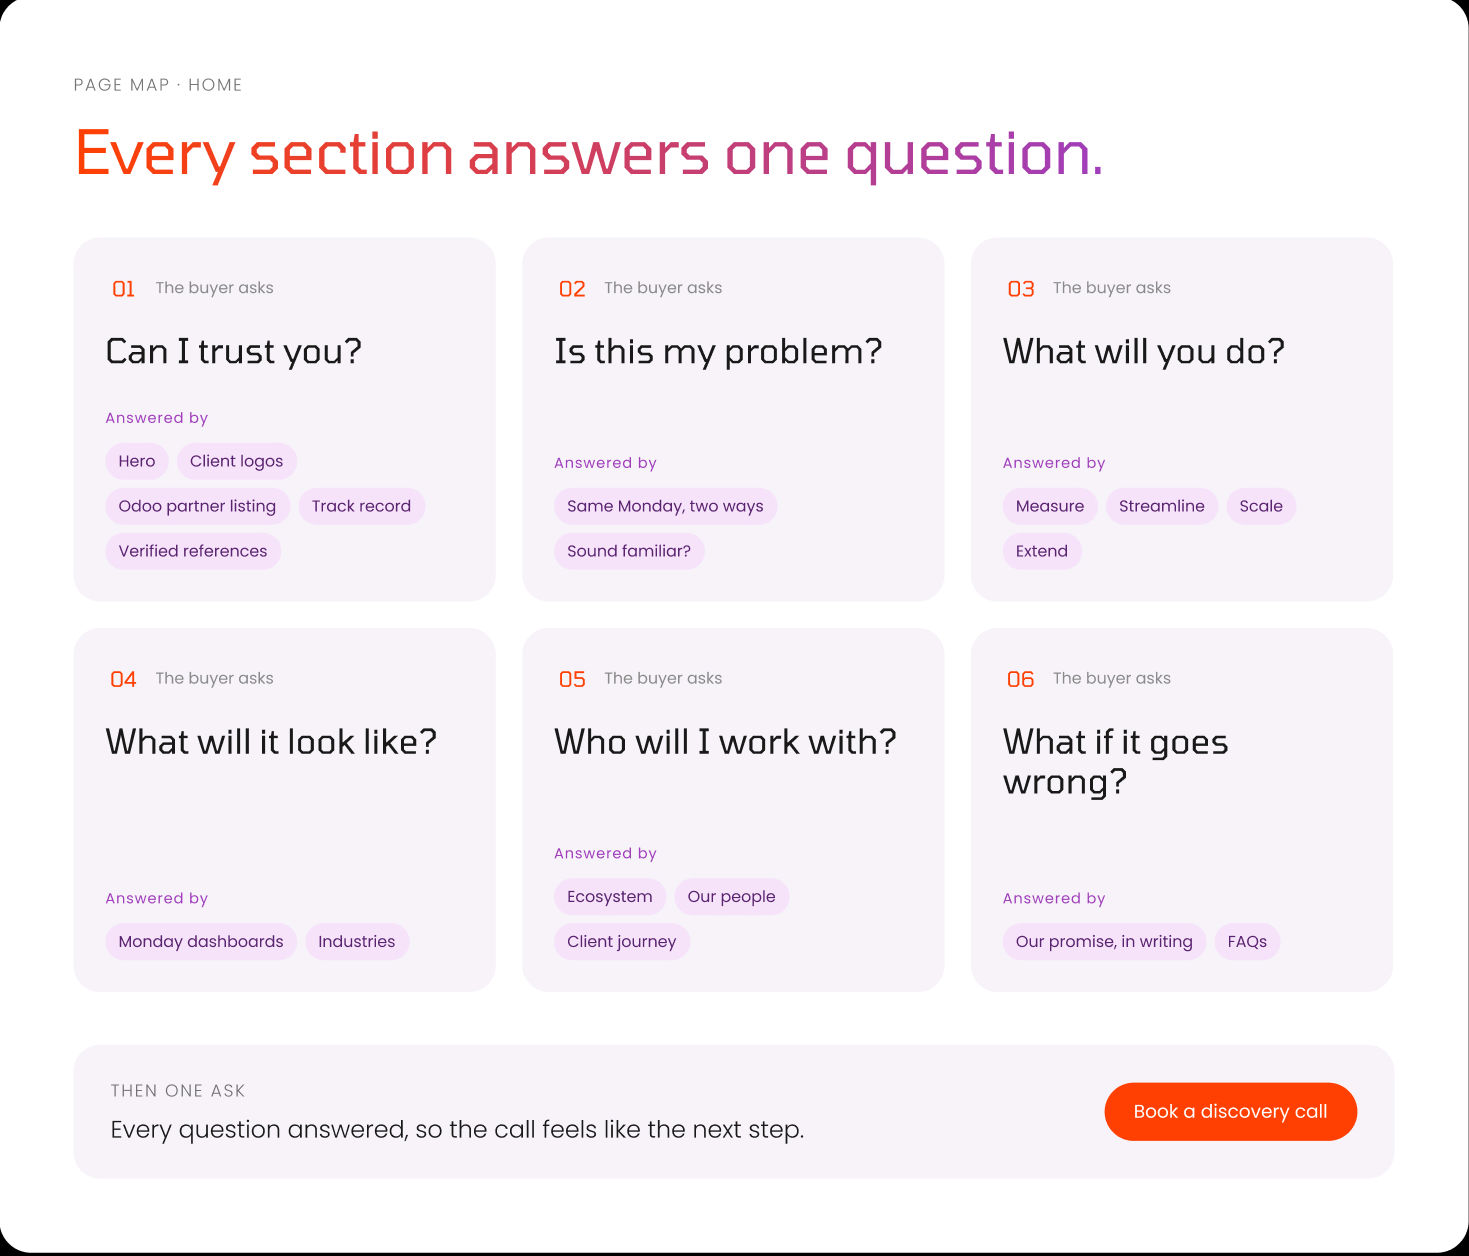 PAGE MAP · HOME
Every section answers one question.
01 The buyer asks
Can I trust you?
Answered by
Hero Client logos
Odoo partner listing Track record
Verified references
02 The buyer asks
Is this my problem?
Answered by
Same Monday, two ways
Sound familiar?
03 The buyer asks
What will you do?
Answered by
Measure Streamline Scale
Extend
04 The buyer asks
What will it look like?
Answered by
Monday dashboards Industries
05 The buyer asks
Who will I work with?
Answered by
Ecosystem Our people
Client journey
06 The buyer asks
What if it goes
wrong?
Answered by
Our promise, in writing FAQs
THEN ONE ASK
Every question answered, so the call feels like the next step.
Book a discovery call